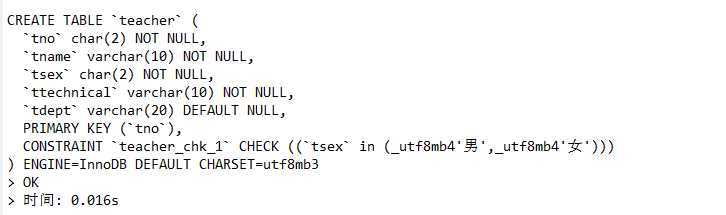 CREATE TABLE `teacher` (
  `tno` char(2) NOT NULL,
  `tname` varchar(10) NOT NULL,
  `tsex` char(2) NOT NULL,
  `ttechnical` varchar(10) NOT NULL,
  `tdept` varchar(20) DEFAULT NULL,
  PRIMARY KEY (`tno`),
  CONSTRAINT `teacher_chk_1` CHECK ((`tsex` in (_utf8mb4'男',_utf8mb4'女')))
) ENGINE=InnoDB DEFAULT CHARSET=utf8mb3
> OK
> 时间: 0.016s